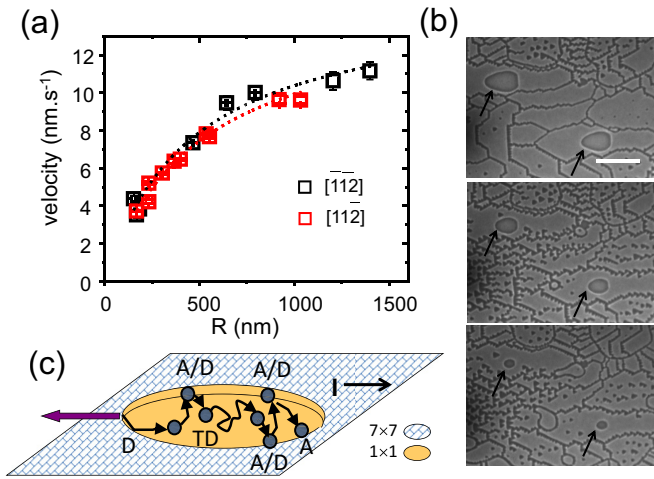 (a)
(b)
velocity (nm.s⁻¹)
12
10
8
6
4
2
0
[1̄1̄2̄]
[112̄]
0
500
1000
1500
R (nm)
(c)
A/D
A/D
I
D
TD
A
A/D
7×7
1×1